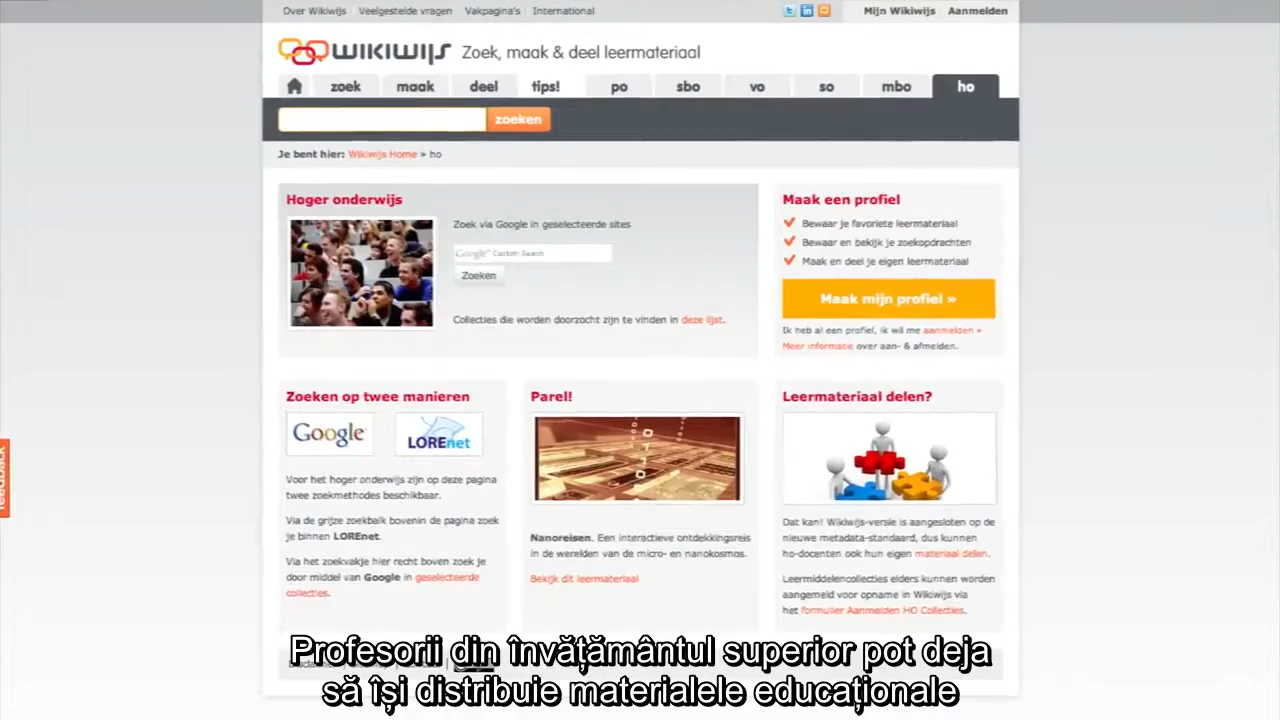 Over Wikiwijs Veelgestelde vragen Vakpagina's International
Mijn Wikiwijs Aanmelden
WIKIWIJS Zoek, maak & deel leermateriaal
zoek maak deel tips! po sbo vo so mbo ho
zoeken
Je bent hier: Wikiwijs Home » ho
Hoger onderwijs
Zoek via Google in geselecteerde sites
Google™ Custom Search
Zoeken
Collecties die worden doorzocht zijn te vinden in deze lijst.
Maak een profiel
Bewaar je favoriete leermateriaal
Bewaar en bekijk je zoekopdrachten
Maak en deel je eigen leermateriaal
Maak mijn profiel »
Ik heb al een profiel, ik wil me aanmelden »
Meer informatie over aan- & afmelden.
Zoeken op twee manieren
Google LOREnet
Voor het hoger onderwijs zijn op deze pagina
twee zoekmethodes beschikbaar.
Via de grijze zoekbalk bovenin de pagina zoek
je binnen LOREnet.
Via het zoekvakje hier recht boven zoek je
door middel van Google in geselecteerde
collecties.
Parel!
Nanoreisen. Een interactieve ontdekkingsreis
in de werelden van de micro- en nanokosmos.
Bekijk dit leermateriaal
Leermateriaal delen?
Dat kan! Wikiwijs-versie is aangesloten op de
nieuwe metadata-standaard, dus kunnen
ho-docenten ook hun eigen materiaal delen.
Leermiddelencollecties elders kunnen worden
aangemeld voor opname in Wikiwijs via
het formulier Aanmelden HO Collecties.
feedback
Profesorii din învățământul superior pot deja
să își distribuie materialele educaționale